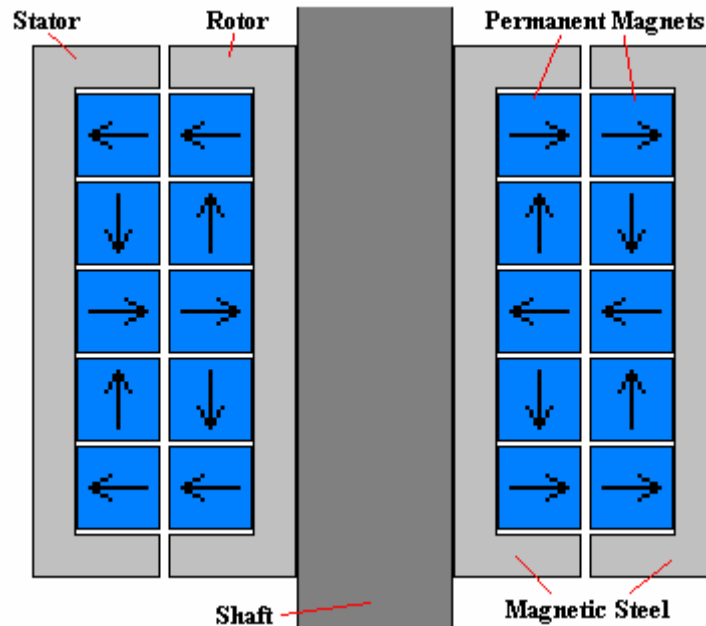 Stator
Rotor
Permanent Magnets
Shaft
Magnetic Steel